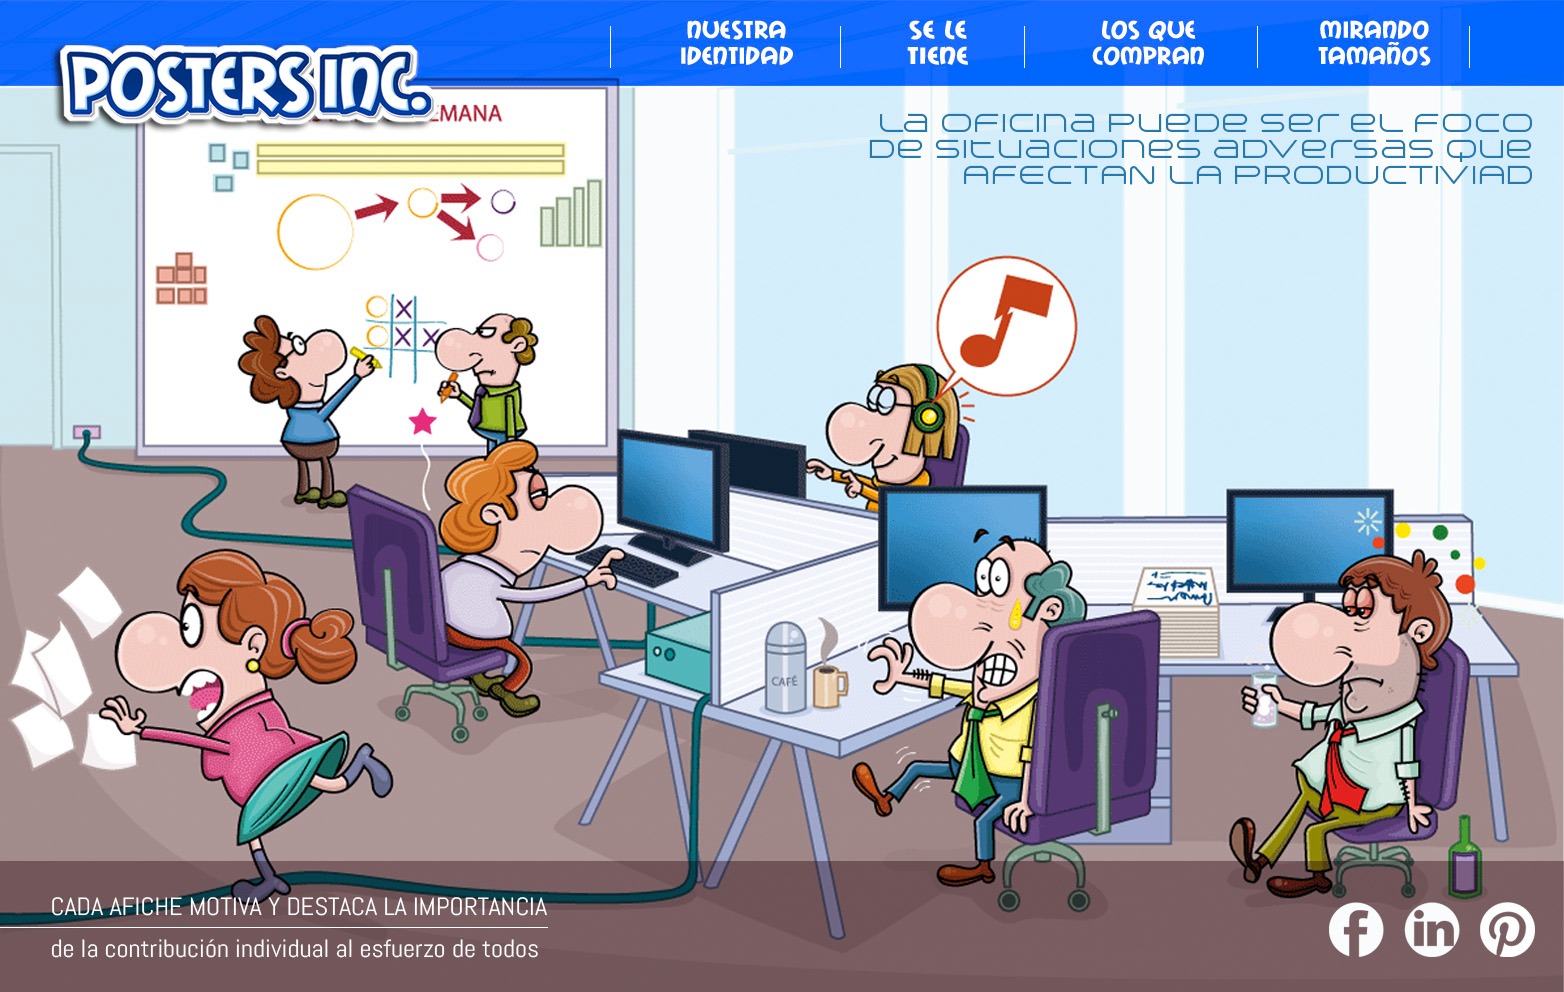 NUESTRA
IDENTIDAD
SE LE
TIENE
LOS QUE
COMPRAN
MIRANDO
TAMAÑOS
POSTERS INC.
EMANA
LA OFICINA PUEDE SER EL FOCO
DE SITUACIONES ADVERSAS QUE
AFECTAN LA PRODUCTIVIAD
CAFÉ
CADA AFICHE MOTIVA Y DESTACA LA IMPORTANCIA
de la contribución individual al esfuerzo de todos